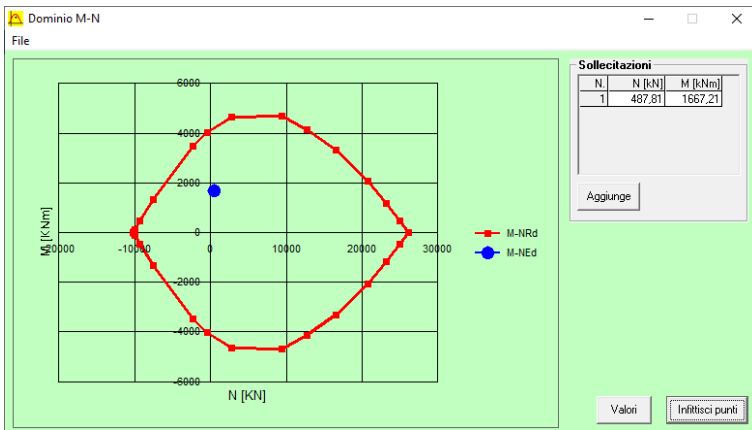 Dominio M-N
File
Sollecitazioni
N. N [kN] M [kNm]
1 487,81 1667,21
Aggiunge
6000
4000
2000
0
-20000 -10000 0 10000 20000 30000
-2000
-4000
-6000
M [KNm]
N [KN]
M-NRd
M-NEd
Valori
Infittisci punti